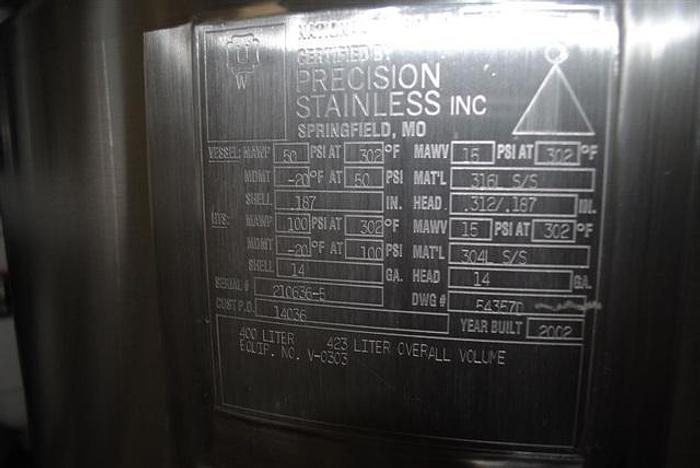 U
W
CERTIFIED BY
PRECISION
STAINLESS INC
SPRINGFIELD, MO
VESSEL: MAWP 50 PSI AT 302 °F MAWV 15 PSI AT 302 °F
MDMT -20 °F AT 50 PSI MAT'L 316L S/S
SHELL .187 IN. HEAD .312/.187 IN.
MAWP 100 PSI AT 302 °F MAWV 15 PSI AT 302 °F
MDMT -20 °F AT 100 PSI MAT'L 304L S/S
SHELL 14 GA. HEAD 14 GA.
SERIAL # 210636-5 DWG # 54357D
CUST P.O. 14036 YEAR BUILT 2002
400 LITER 423 LITER OVERALL VOLUME
EQUIP. NO. V-0303